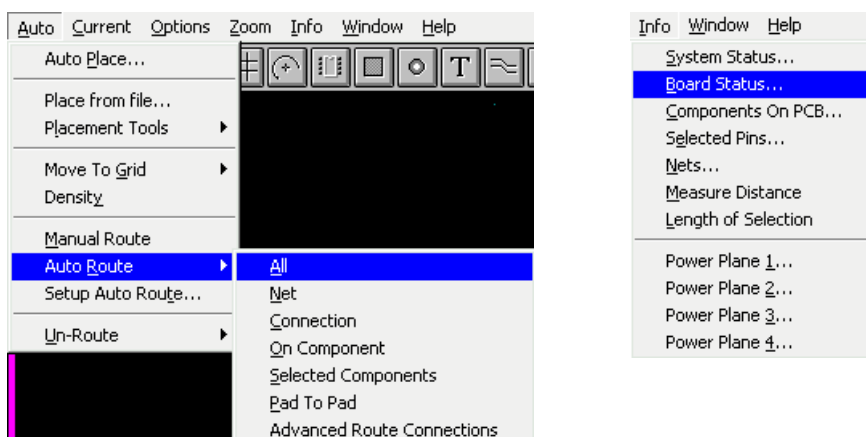 Auto Current Options Zoom Info Window Help
Auto Place...
T
Place from file...
Placement Tools
Move To Grid
Density
Manual Route
Auto Route
Setup Auto Route...
Un-Route
All
Net
Connection
On Component
Selected Components
Pad To Pad
Advanced Route Connections
Info Window Help
System Status...
Board Status...
Components On PCB...
Selected Pins...
Nets...
Measure Distance
Length of Selection
Power Plane 1...
Power Plane 2...
Power Plane 3...
Power Plane 4...